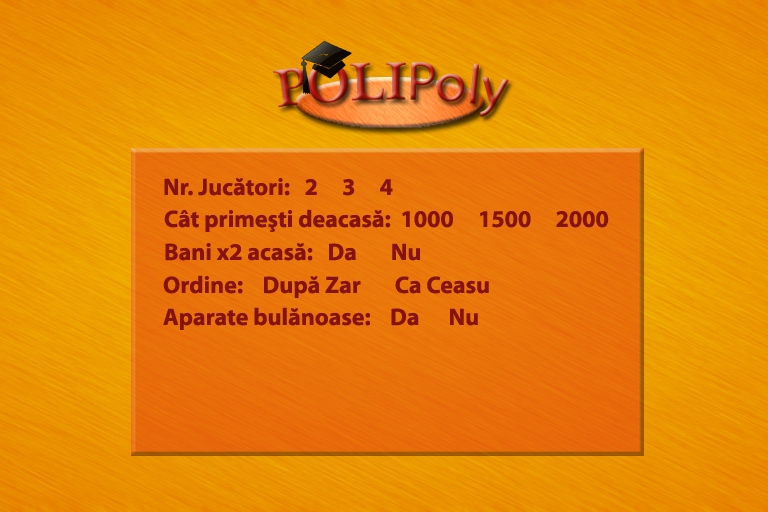 POLIPoly
Nr. Jucători: 2 3 4
Cât primeşti deacasă: 1000 1500 2000
Bani x2 acasă: Da Nu
Ordine: După Zar Ca Ceasu
Aparate bulănoase: Da Nu